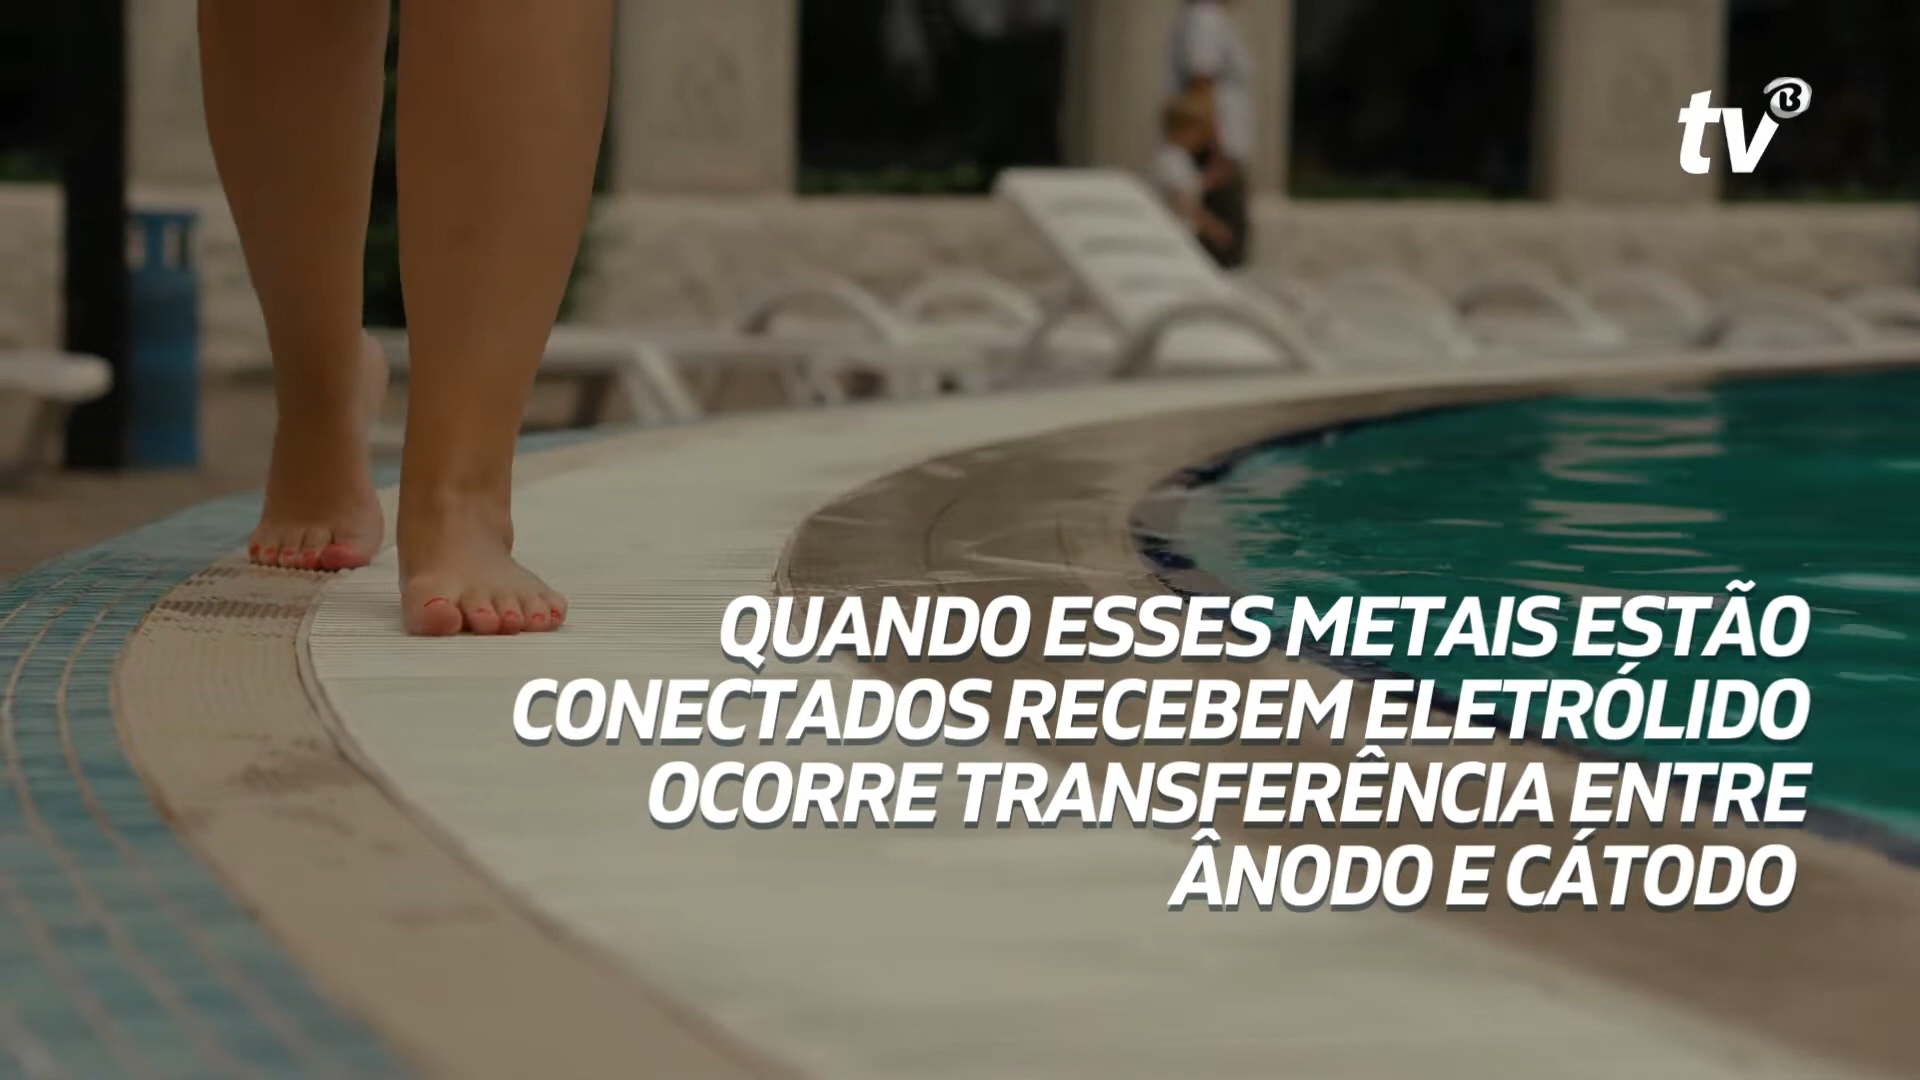 tv B
QUANDO ESSES METAIS ESTÃO
CONECTADOS RECEBEM ELETRÓLIDO
OCORRE TRANSFERÊNCIA ENTRE
ÂNODO E CÁTODO